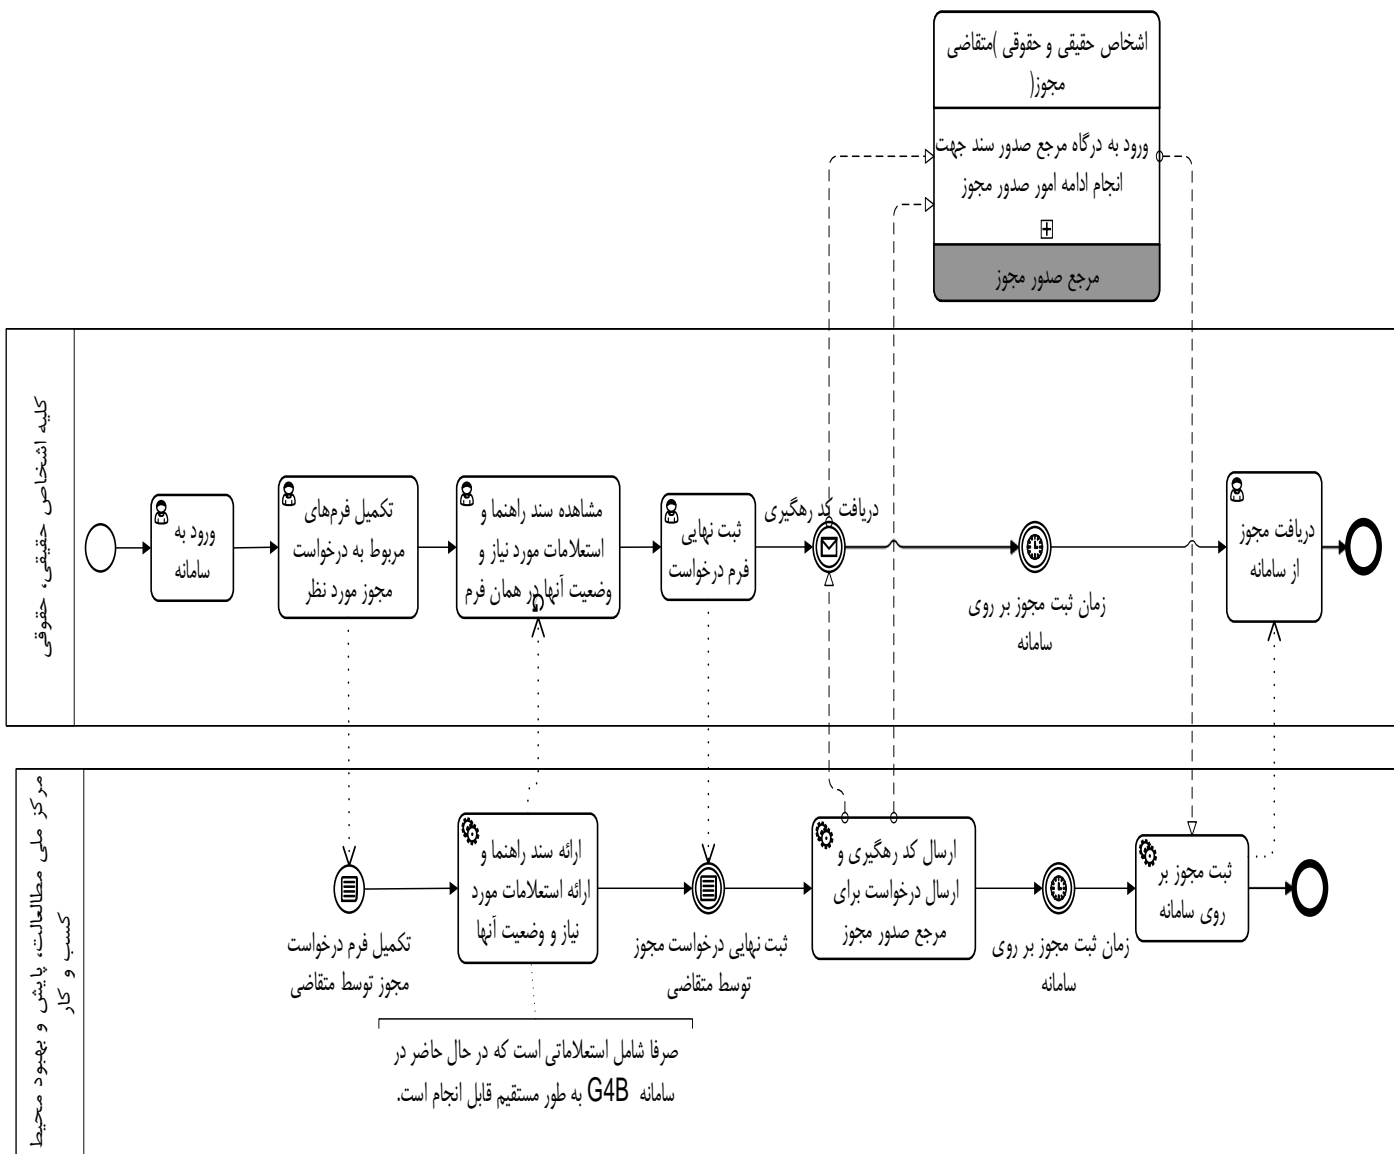 اشخاص حقیقی و حقوقی )متقاضی
مجوز(
ورود به درگاه مرجع صدور سند جهت
انجام ادامه امور صدور مجوز
مرجع صدور مجوز
کلیه اشخاص حقیقی، حقوقی
ورود به
سامانه
تکمیل فرم‌های
مربوط به درخواست
مجوز مورد نظر
مشاهده سند راهنما و
استعلامات مورد نیاز و
وضعیت آنها در همان فرم
ثبت نهایی
فرم درخواست
دریافت کد رهگیری
زمان ثبت مجوز بر روی
سامانه
دریافت مجوز
از سامانه
مرکز ملی مطالعالت، پایش و بهبود محیط
کسب و کار
تکمیل فرم درخواست
مجوز توسط متقاضی
ارائه سند راهنما و
ارائه استعلامات مورد
نیاز و وضعیت آنها
ثبت نهایی درخواست مجوز
توسط متقاضی
ارسال کد رهگیری و
ارسال درخواست برای
مرجع صدور مجوز
زمان ثبت مجوز بر روی
سامانه
ثبت مجوز بر
روی سامانه
صرفا شامل استعلاماتی است که در حال حاضر در
سامانه G4B به طور مستقیم قابل انجام است.